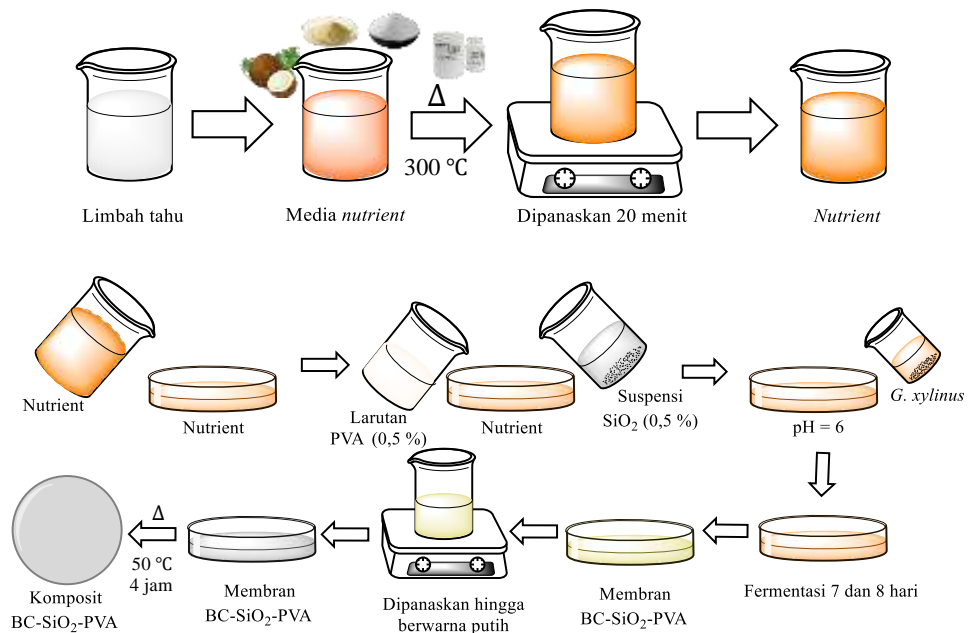 Δ
300 ℃
Limbah tahu
Media nutrient
Dipanaskan 20 menit
Nutrient
Nutrient
Nutrient
Larutan
PVA (0,5 %)
Nutrient
Suspensi
SiO₂ (0,5 %)
pH = 6
G. xylinus
Δ
50 ℃
4 jam
Komposit
BC-SiO₂-PVA
Membran
BC-SiO₂-PVA
Dipanaskan hingga
berwarna putih
Membran
BC-SiO₂-PVA
Fermentasi 7 dan 8 hari